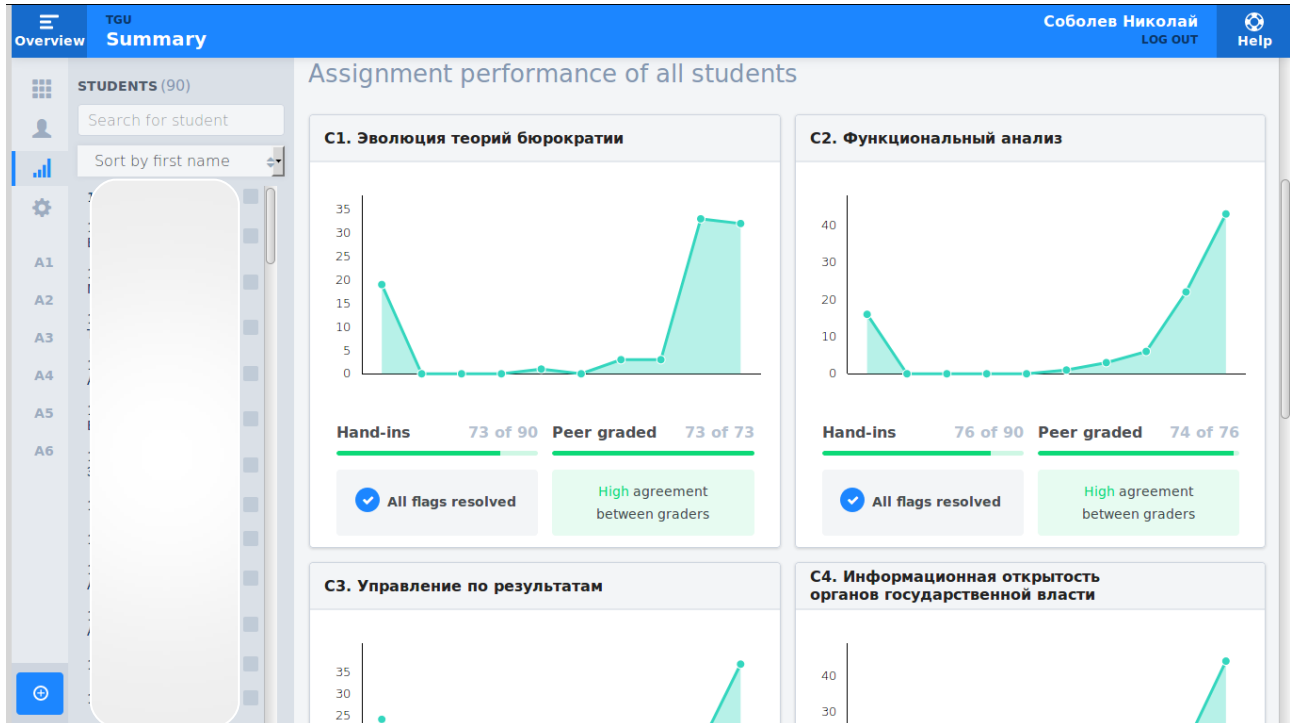 Overview
TGU
Summary
Соболев Николай
LOG OUT
Help
STUDENTS (90)
Search for student
Sort by first name
A1
A2
A3
A4
A5
A6
Assignment performance of all students
С1. Эволюция теорий бюрократии
35
30
25
20
15
10
5
0
Hand-ins 73 of 90 Peer graded 73 of 73
All flags resolved
High agreement
between graders
С2. Функциональный анализ
40
30
20
10
0
Hand-ins 76 of 90 Peer graded 74 of 76
All flags resolved
High agreement
between graders
С3. Управление по результатам
35
30
25
С4. Информационная открытость
органов государственной власти
40
30